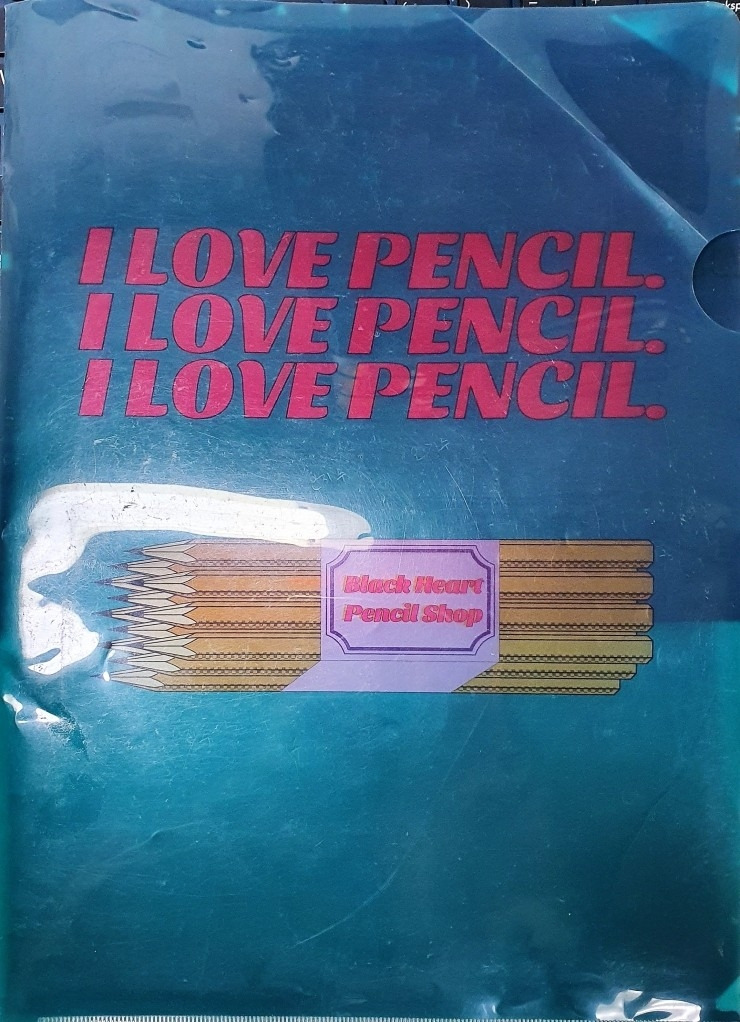 I LOVE PENCIL.
I LOVE PENCIL.
I LOVE PENCIL.
Black Heart
Pencil Shop